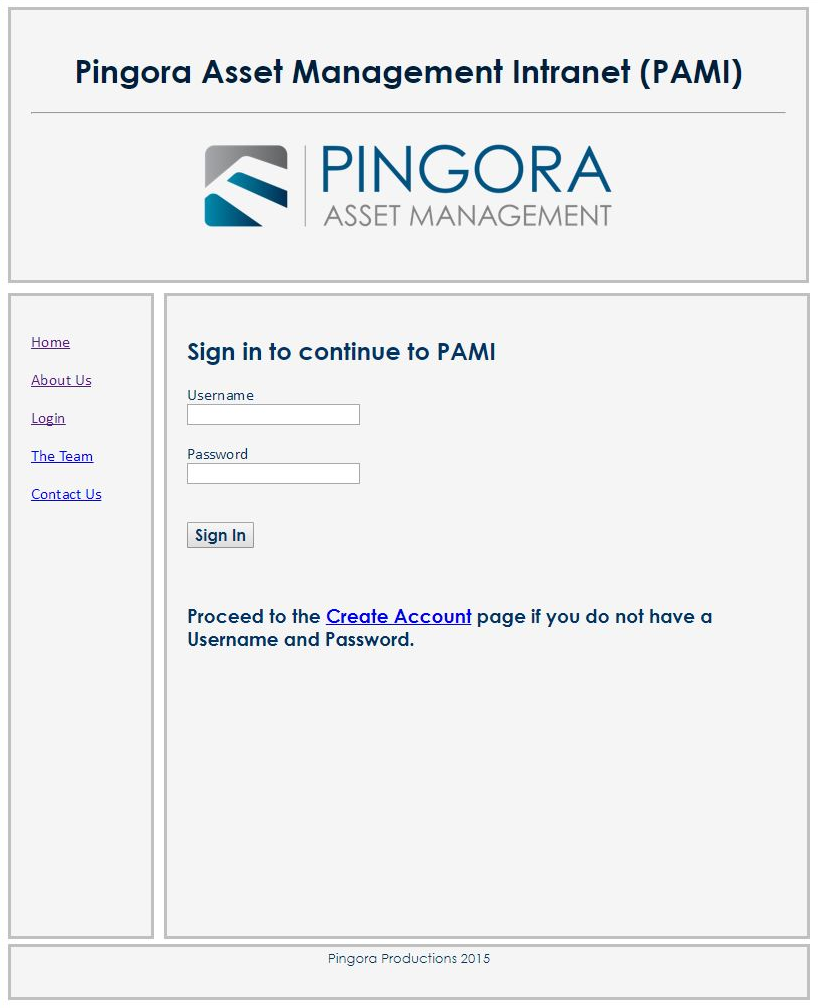 Pingora Asset Management Intranet (PAMI)
PINGORA
ASSET MANAGEMENT
Home
About Us
Login
The Team
Contact Us
Sign in to continue to PAMI
Username
Password
Sign In
Proceed to the Create Account page if you do not have a
Username and Password.
Pingora Productions 2015